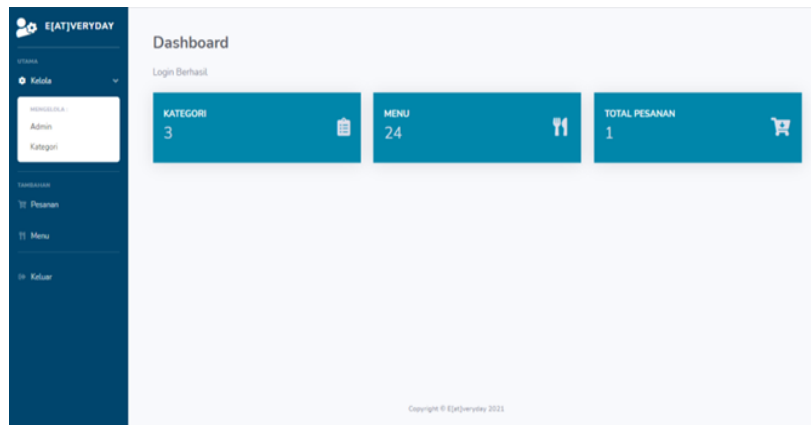 E[AT]VERYDAY
UTAMA
Kelola
MENGELOLA :
Admin
Kategori
TAMBAHAN
Pesanan
Menu
Keluar
Dashboard
Login Berhasil
KATEGORI
3
MENU
24
TOTAL PESANAN
1
Copyright © E[at]veryday 2021